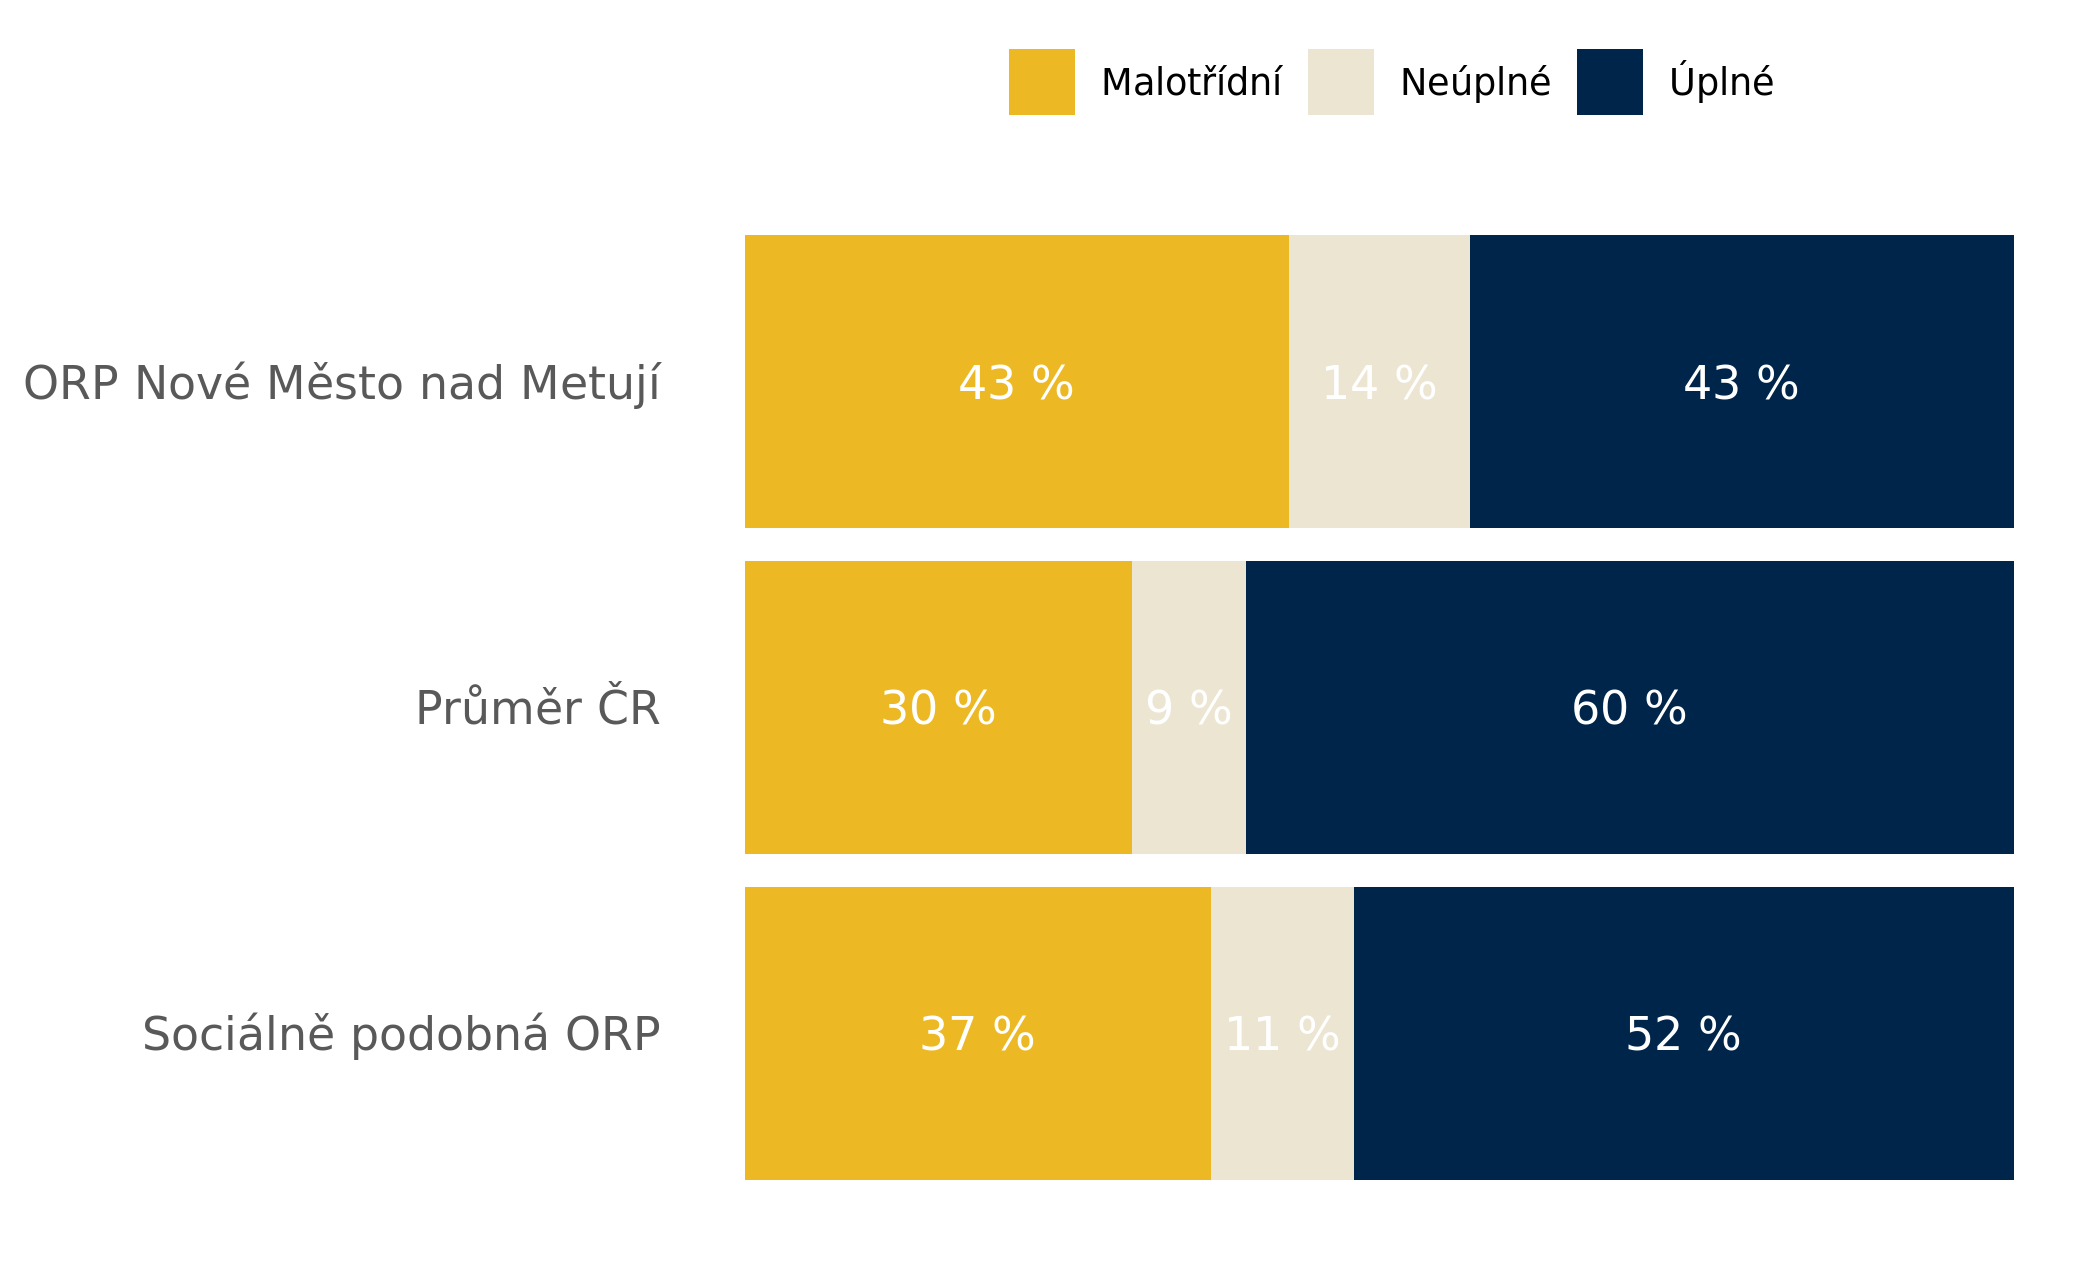 Malotřídní Neúplné Úplné
ORP Nové Město nad Metují 43 % 14 % 43 %
Průměr ČR 30 % 9 % 60 %
Sociálně podobná ORP 37 % 11 % 52 %